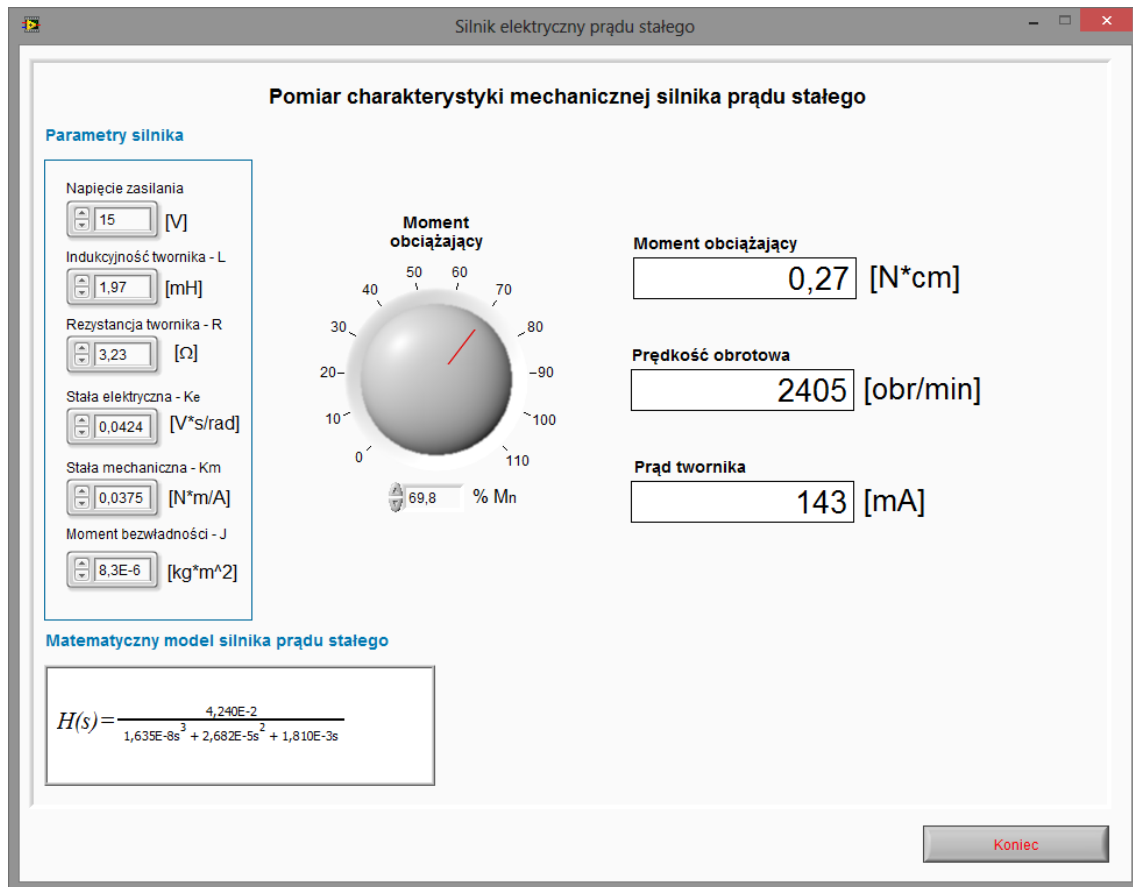 Silnik elektryczny prądu stałego
Pomiar charakterystyki mechanicznej silnika prądu stałego
Parametry silnika
Napięcie zasilania
15 [V]
Indukcyjność twornika - L
1,97 [mH]
Rezystancja twornika - R
3,23 [Ω]
Stała elektryczna - Ke
0,0424 [V*s/rad]
Stała mechaniczna - Km
0,0375 [N*m/A]
Moment bezwładności - J
8,3E-6 [kg*m^2]
Moment
obciążający
0
10
20
30
40
50
60
70
80
90
100
110
69,8 % Mn
Moment obciążający
0,27 [N*cm]
Prędkość obrotowa
2405 [obr/min]
Prąd twornika
143 [mA]
Matematyczny model silnika prądu stałego
4,240E-2
H(s)=
1,635E-8s^3 + 2,682E-5s^2 + 1,810E-3s
Koniec